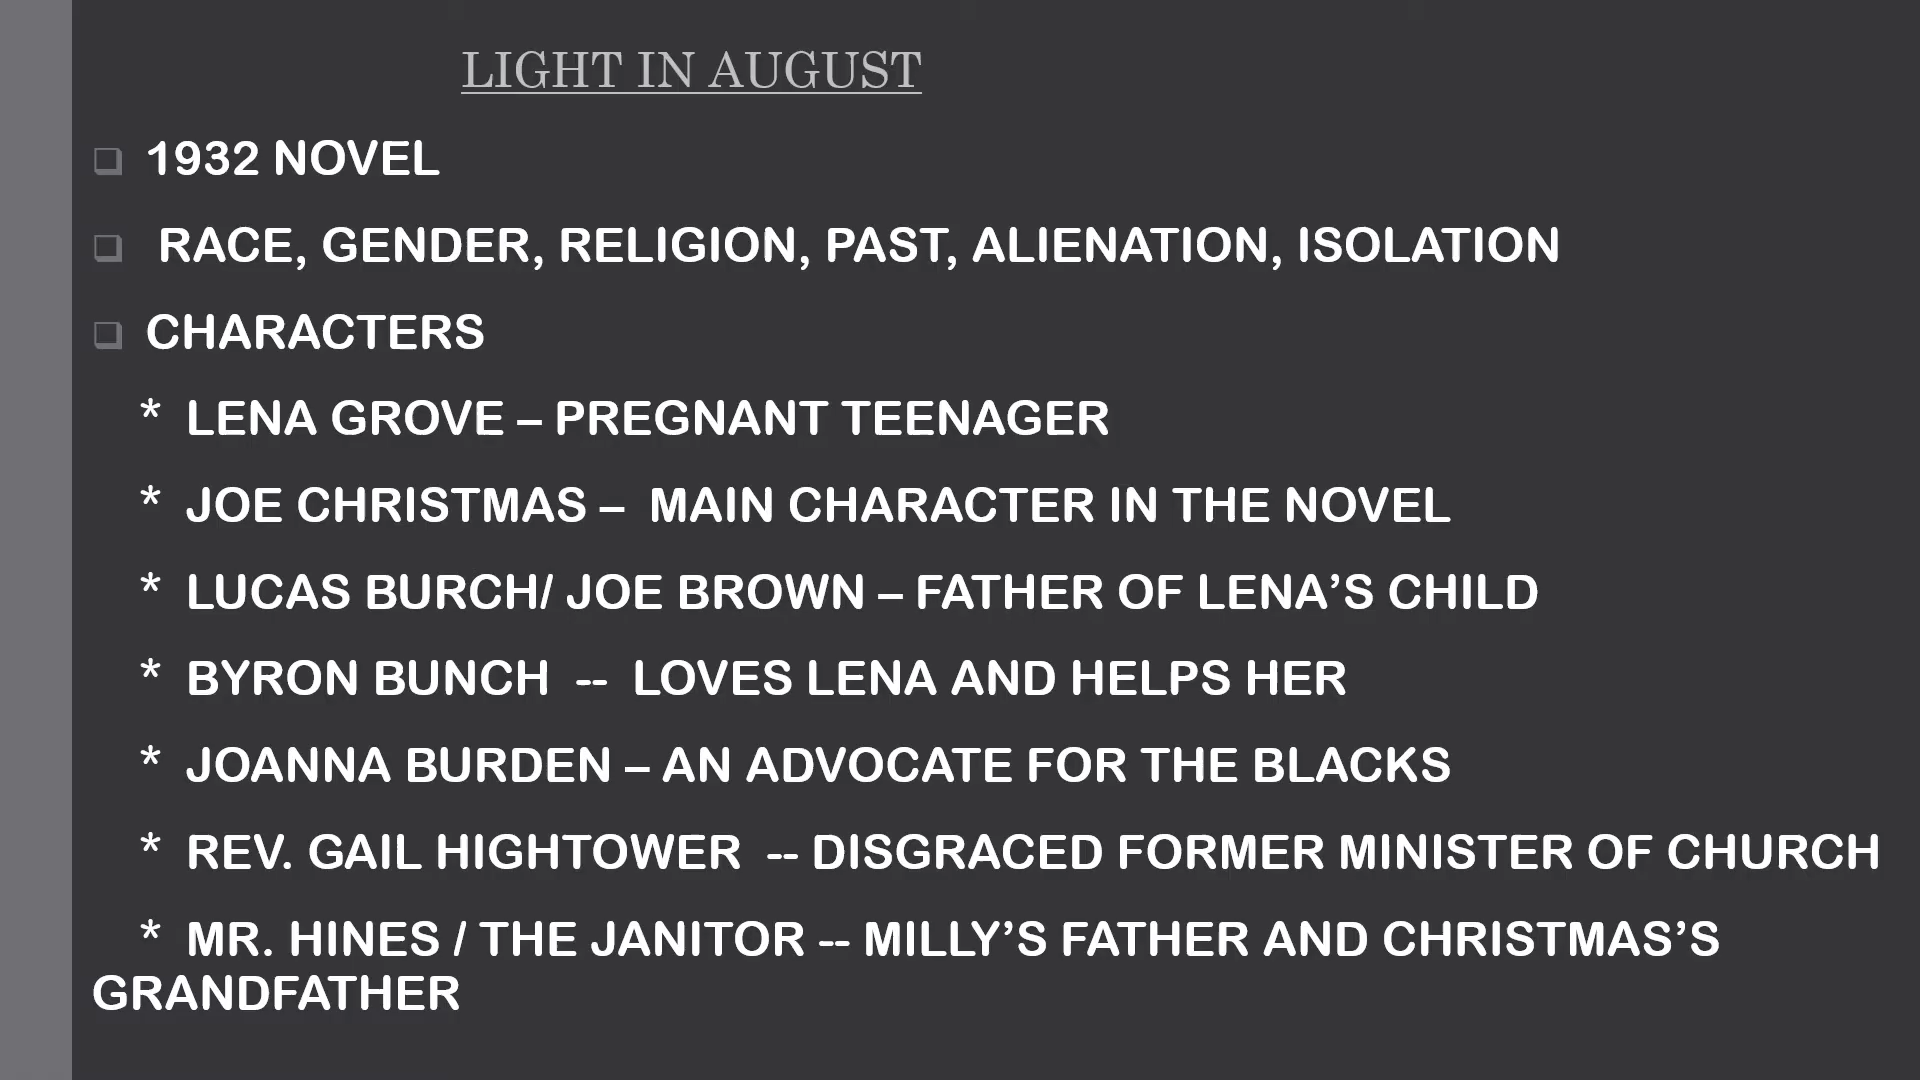 LIGHT IN AUGUST
❑ 1932 NOVEL
❑ RACE, GENDER, RELIGION, PAST, ALIENATION, ISOLATION
❑ CHARACTERS
* LENA GROVE – PREGNANT TEENAGER
* JOE CHRISTMAS – MAIN CHARACTER IN THE NOVEL
* LUCAS BURCH/ JOE BROWN – FATHER OF LENA’S CHILD
* BYRON BUNCH -- LOVES LENA AND HELPS HER
* JOANNA BURDEN – AN ADVOCATE FOR THE BLACKS
* REV. GAIL HIGHTOWER -- DISGRACED FORMER MINISTER OF CHURCH
* MR. HINES / THE JANITOR -- MILLY’S FATHER AND CHRISTMAS’S
GRANDFATHER